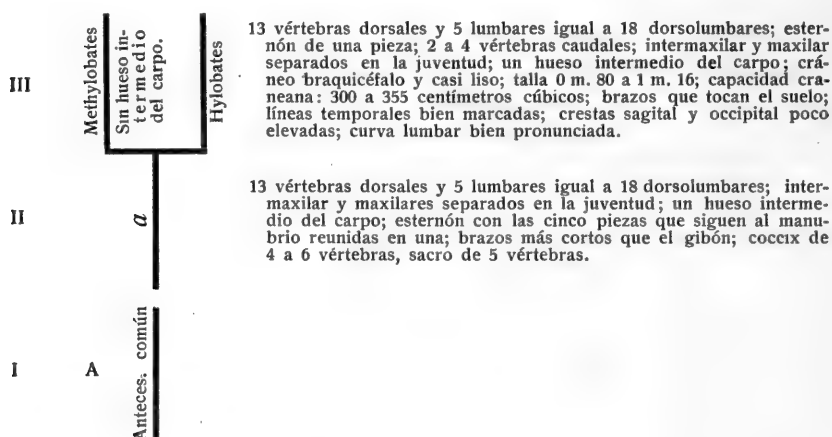 III
Methylobates
Sin hueso in-
termedio
del carpo.
Hylobates
13 vértebras dorsales y 5 lumbares igual a 18 dorsolumbares; ester-
nón de una pieza; 2 a 4 vértebras caudales; intermaxilar y maxilar
separados en la juventud; un hueso intermedio del carpo; crá-
neo braquicéfalo y casi liso; talla 0 m. 80 a 1 m. 16; capacidad cra-
neana: 300 a 355 centímetros cúbicos; brazos que tocan el suelo;
líneas temporales bien marcadas; crestas sagital y occipital poco
elevadas; curva lumbar bien pronunciada.
II
a
13 vértebras dorsales y 5 lumbares igual a 18 dorsolumbares; inter-
maxilar y maxilares separados en la juventud; un hueso interme-
dio del carpo; esternón con las cinco piezas que siguen al manu-
brio reunidas en una; brazos más cortos que el gibón; coccix de
4 a 6 vértebras, sacro de 5 vértebras.
I
A
Anteces. común